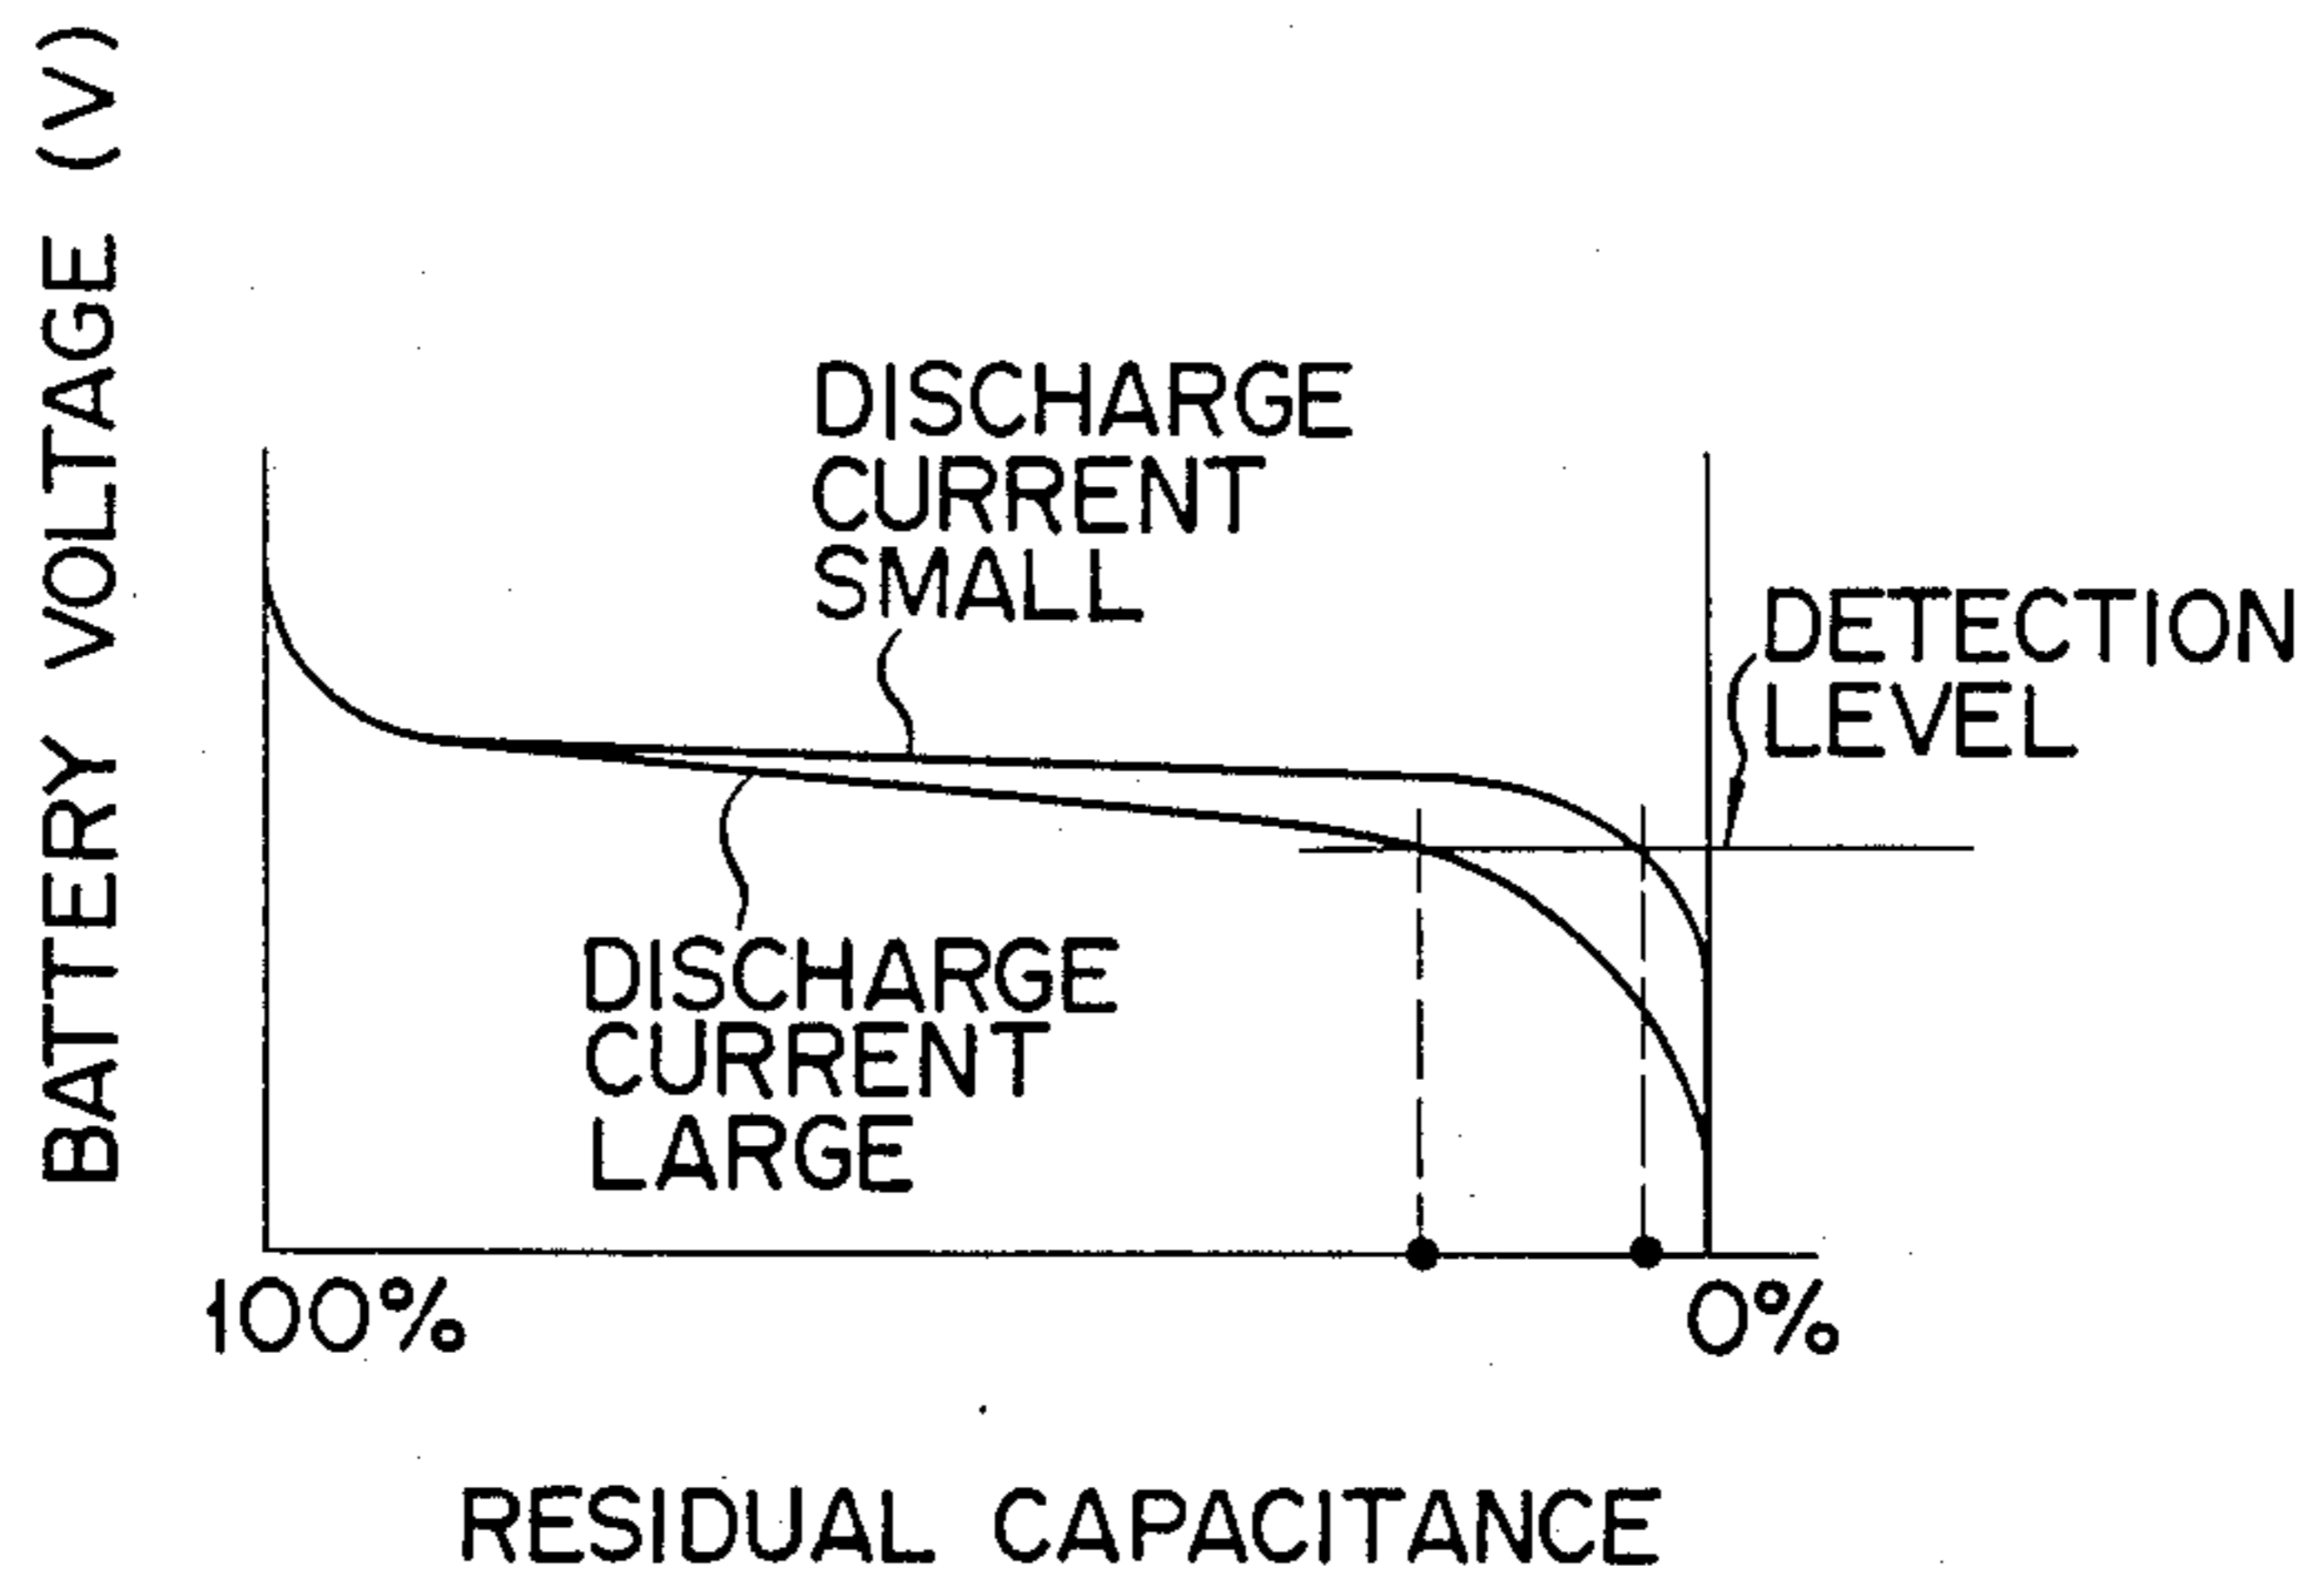 BATTERY VOLTAGE (V)
DISCHARGE
CURRENT
SMALL
DETECTION
LEVEL
DISCHARGE
CURRENT
LARGE
100%
0%
RESIDUAL CAPACITANCE